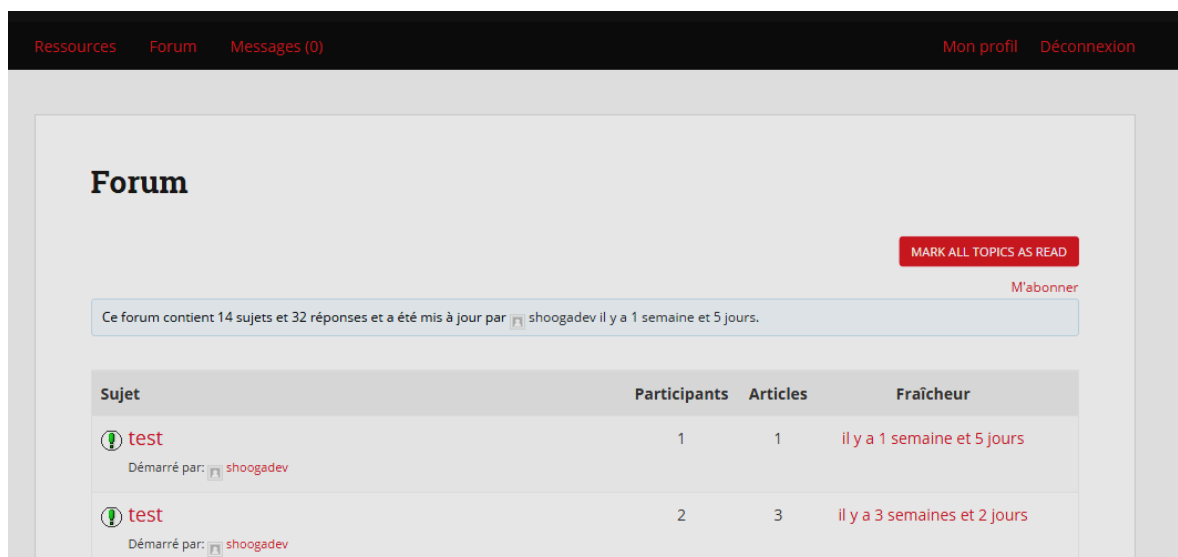 Ressources Forum Messages (0) Mon profil Déconnexion
Forum
MARK ALL TOPICS AS READ
M'abonner
Ce forum contient 14 sujets et 32 réponses et a été mis à jour par shoogadev il y a 1 semaine et 5 jours.
Sujet Participants Articles Fraîcheur
test 1 1 il y a 1 semaine et 5 jours
Démarré par: shoogadev
test 2 3 il y a 3 semaines et 2 jours
Démarré par: shoogadev